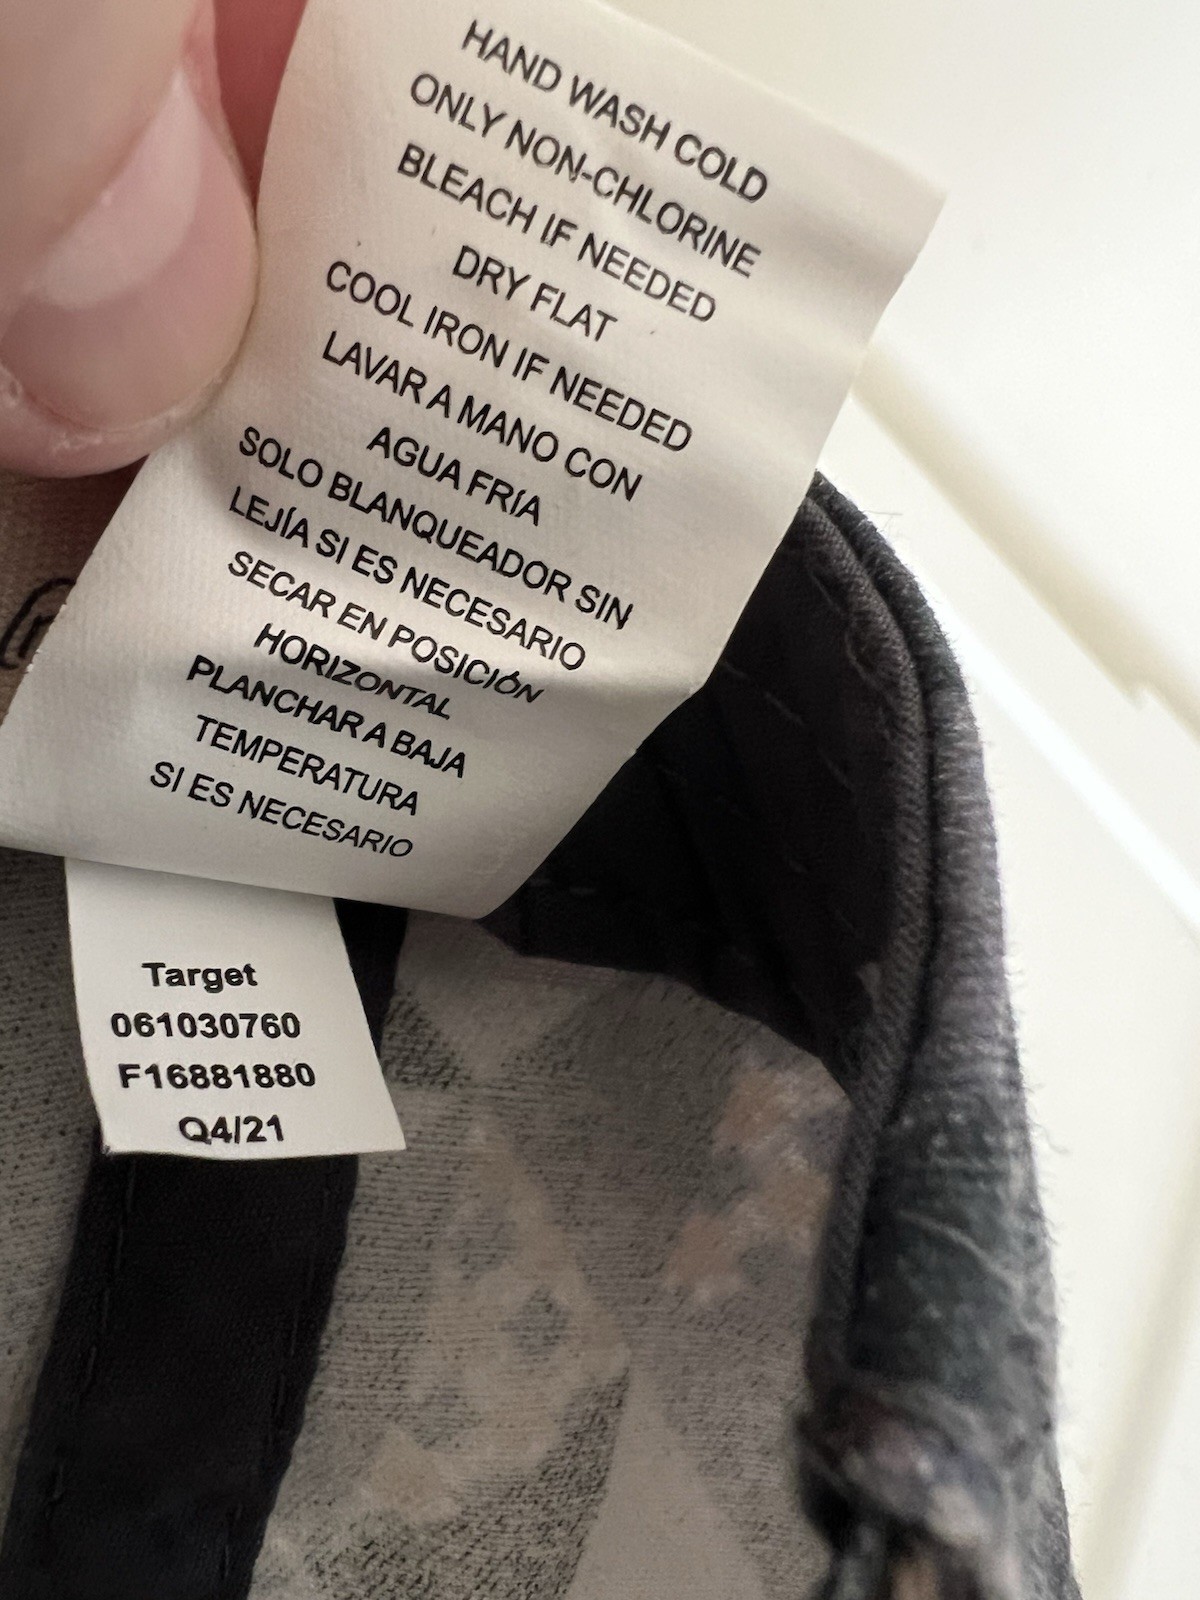 HAND WASH COLD
ONLY NON-CHLORINE
BLEACH IF NEEDED
DRY FLAT
COOL IRON IF NEEDED
LAVAR A MANO CON
AGUA FRÍA
SOLO BLANQUEADOR SIN
LEJÍA SI ES NECESARIO
SECAR EN POSICIÓN
HORIZONTAL
PLANCHAR A BAJA
TEMPERATURA
SI ES NECESARIO
Target
061030760
F16881880
Q4/21